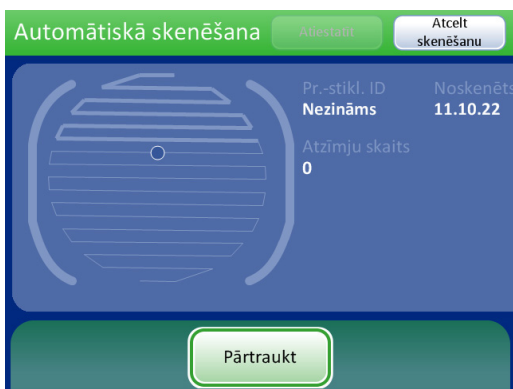 Automātiskā skenēšana
Atiestatīt
Atcelt
skenēšanu
Pr.-stikl. ID
Noskenēts
Nezināms
11.10.22
Atzīmju skaits
0
Pārtraukt